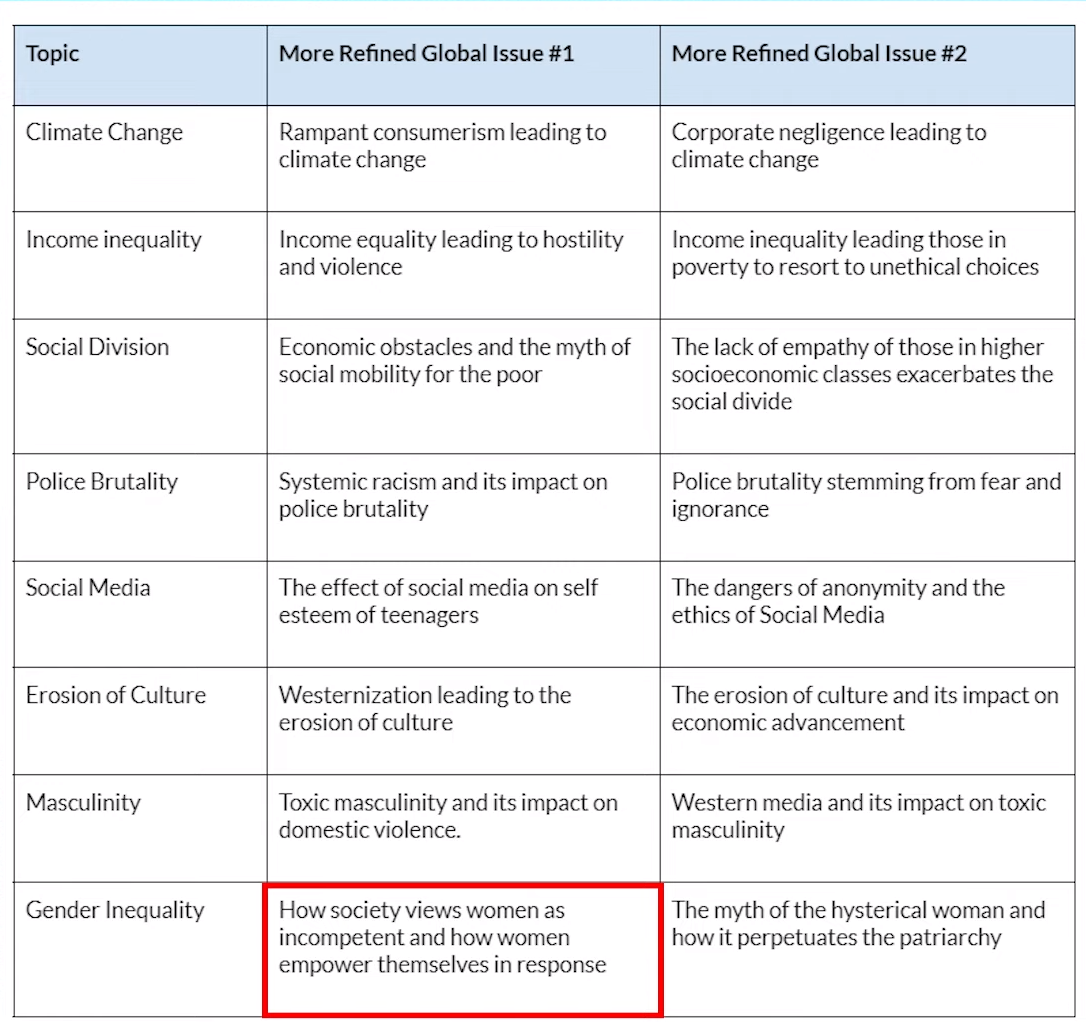 Topic
More Refined Global Issue #1
More Refined Global Issue #2
Climate Change
Rampant consumerism leading to
climate change
Corporate negligence leading to
climate change
Income inequality
Income equality leading to hostility
and violence
Income inequality leading those in
poverty to resort to unethical choices
Social Division
Economic obstacles and the myth of
social mobility for the poor
The lack of empathy of those in higher
socioeconomic classes exacerbates the
social divide
Police Brutality
Systemic racism and its impact on
police brutality
Police brutality stemming from fear and
ignorance
Social Media
The effect of social media on self
esteem of teenagers
The dangers of anonymity and the
ethics of Social Media
Erosion of Culture
Westernization leading to the
erosion of culture
The erosion of culture and its impact on
economic advancement
Masculinity
Toxic masculinity and its impact on
domestic violence.
Western media and its impact on toxic
masculinity
Gender Inequality
How society views women as
incompetent and how women
empower themselves in response
The myth of the hysterical woman and
how it perpetuates the patriarchy